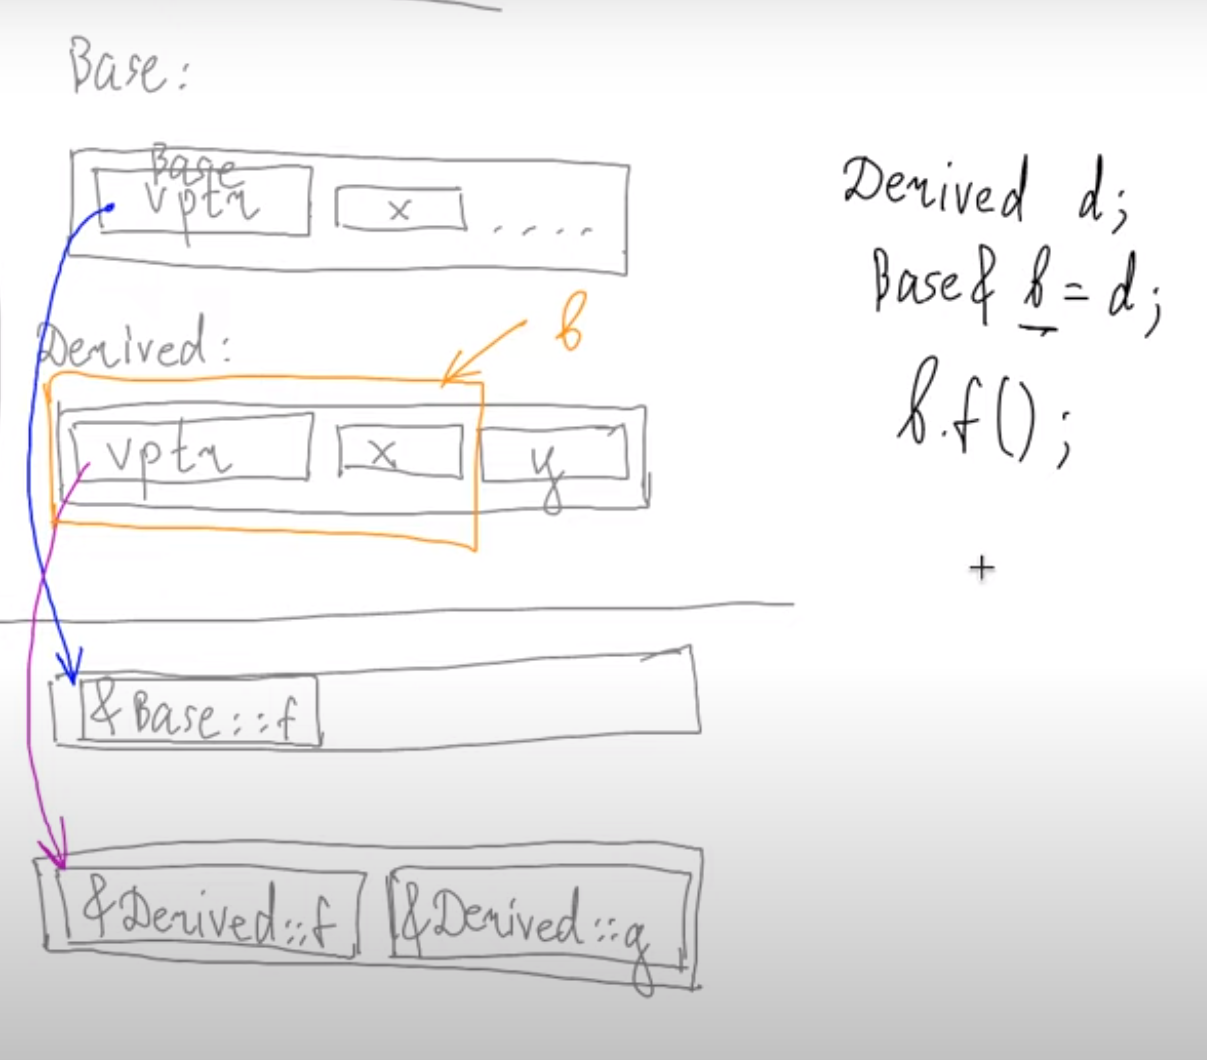 Base:
Base
vptr
x
.....
Derived d;
Base& b = d;
b.f();
b
Derived:
vptr
x
y
&Base::f
&Derived::f
&Derived::g